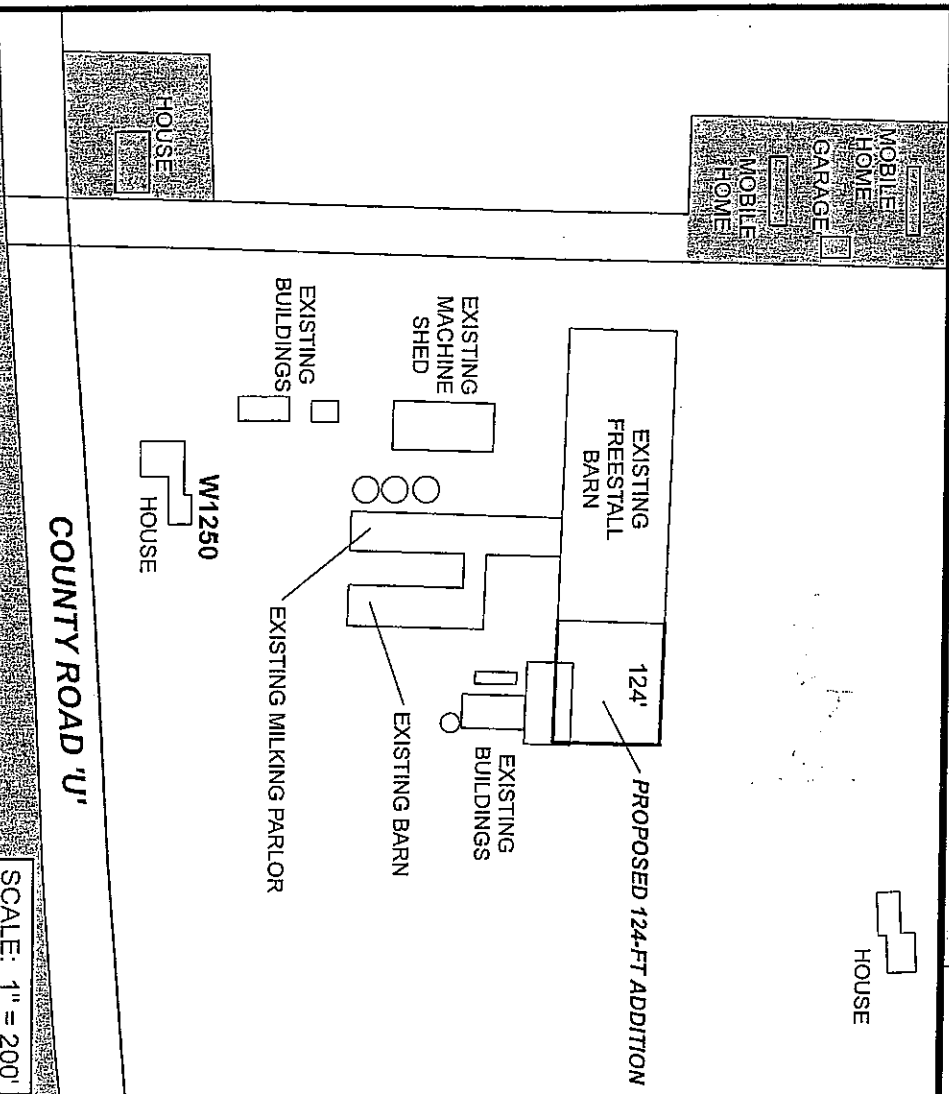 MOBILE
HOME
GARAGE
MOBILE
HOME
HOUSE
EXISTING
FREESTALL
BARN
124'
PROPOSED 124-FT ADDITION
HOUSE
EXISTING
MACHINE
SHED
EXISTING
BUILDINGS
EXISTING
BUILDINGS
EXISTING BARN
EXISTING MILKING PARLOR
W1250
HOUSE
COUNTY ROAD 'U'
SCALE: 1" = 200'